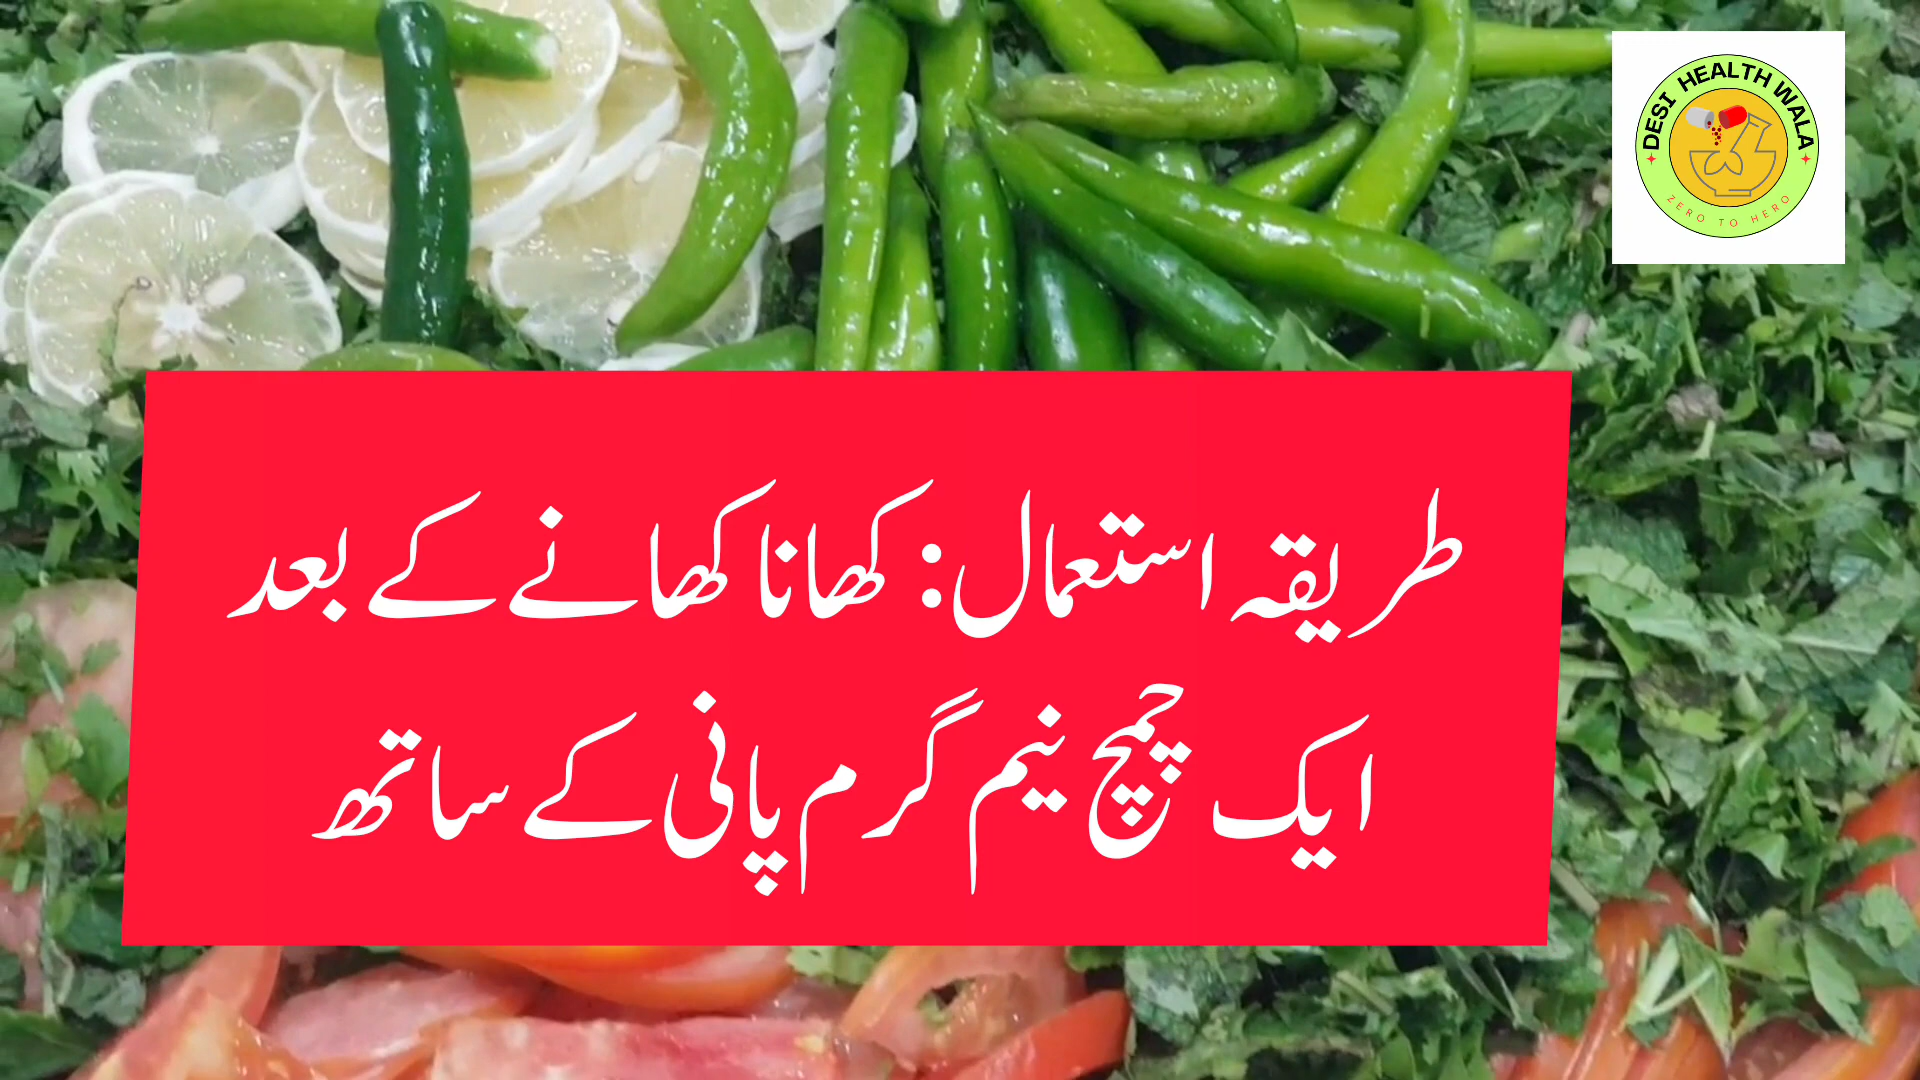 DESI HEALTH WALA
ZERO TO HERO
طریقہ استعمال: کھانا کھانے کے بعد
ایک چمچ نیم گرم پانی کے ساتھ